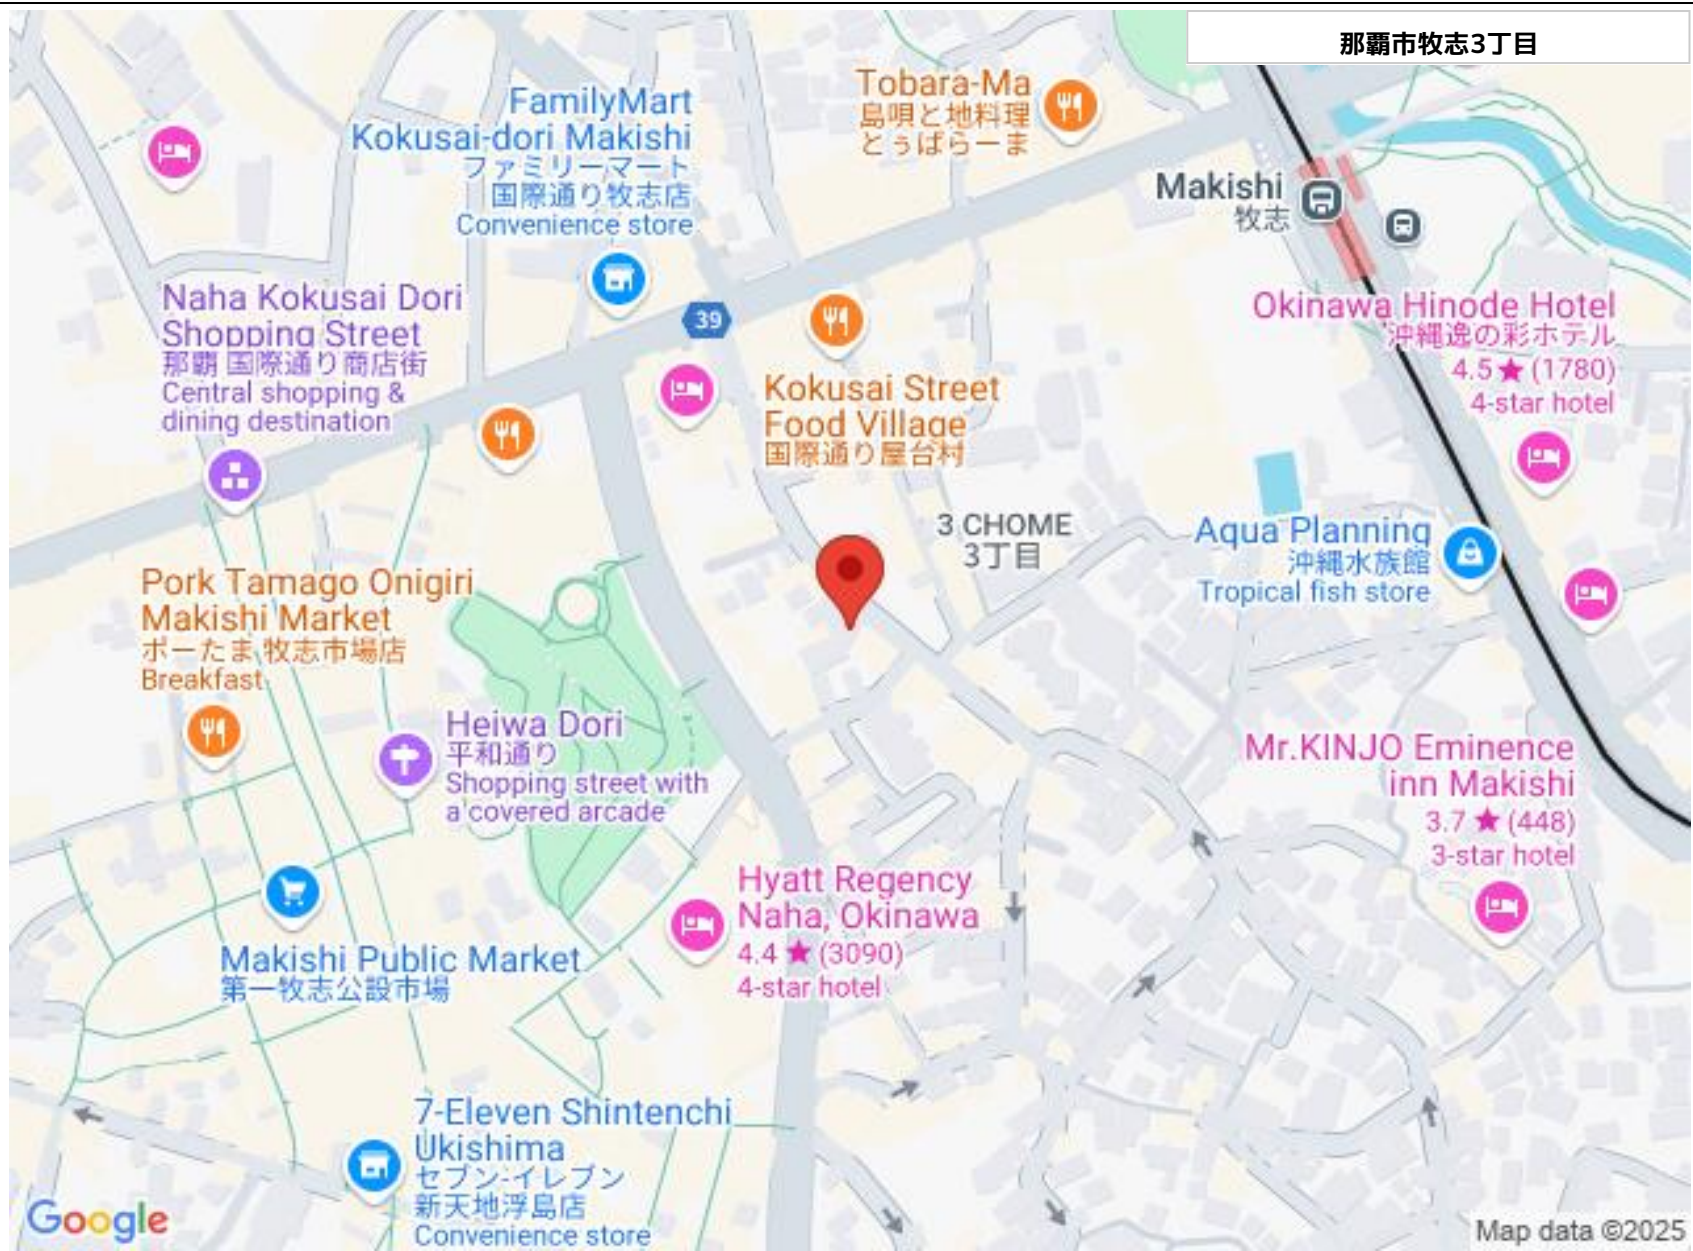 那覇市牧志3丁目
Tobara-Ma
島唄と地料理
とぅばらーま
FamilyMart
Kokusai-dori Makishi
ファミリーマート
国際通り牧志店
Convenience store
Makishi
牧志
Naha Kokusai Dori
Shopping Street
那覇 国際通り商店街
Central shopping &
dining destination
39
Okinawa Hinode Hotel
沖縄逸の彩ホテル
4.5★(1780)
4-star hotel
Kokusai Street
Food Village
国際通り屋台村
3 CHOME
3丁目
Aqua Planning
沖縄水族館
Tropical fish store
Pork Tamago Onigiri
Makishi Market
ポーたま 牧志市場店
Breakfast
Heiwa Dori
平和通り
Shopping street with
a covered arcade
Mr.KINJO Eminence
inn Makishi
3.7★(448)
3-star hotel
Hyatt Regency
Naha, Okinawa
4.4★(3090)
4-star hotel
Makishi Public Market
第一牧志公設市場
7-Eleven Shintenchi
Ukishima
セブン-イレブン
新天地浮島店
Convenience store
Google
Map data ©2025